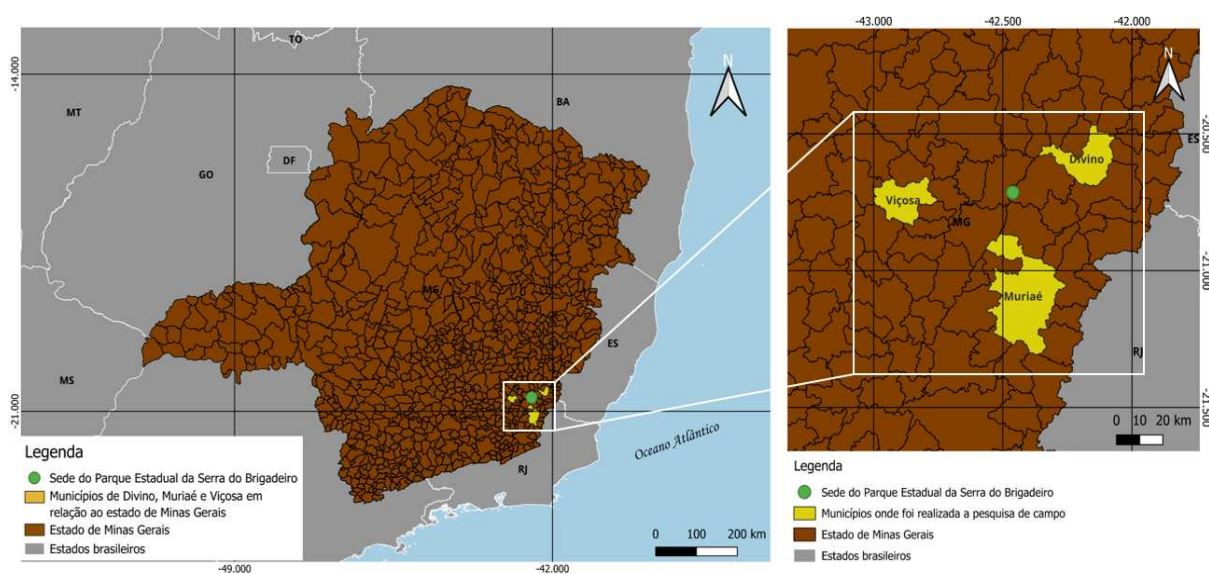 -43.000
-42.500
-42.000
TO
N
N
-14.000
BA
MT
-20.500
ES
Divino
DF
GO
Viçosa
MG
-21.000
Muriaé
MG
ES
RJ
MS
-21.000
Oceano Atlântico
-21.500
0 10 20 km
RJ
Legenda
Sede do Parque Estadual da Serra do Brigadeiro
Municípios de Divino, Muriaé e Viçosa em
relação ao estado de Minas Gerais
Estado de Minas Gerais
Estados brasileiros
0 100 200 km
-49.000
-42.000
Legenda
Sede do Parque Estadual da Serra do Brigadeiro
Municípios onde foi realizada a pesquisa de campo
Estado de Minas Gerais
Estados brasileiros